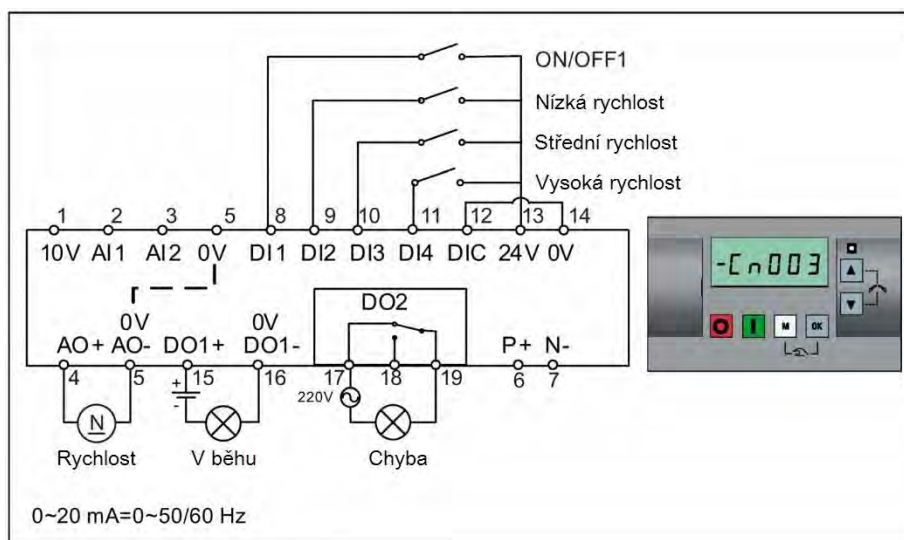 ON/OFF1
Nízká rychlost
Střední rychlost
Vysoká rychlost
1 2 3 5 8 9 10 11 12 13 14
10V AI1 AI2 0V DI1 DI2 DI3 DI4 DIC 24V 0V
-Cn003
M OK
DO2
0V 0V
AO+ AO- DO1+ DO1- P+ N-
4 5 15 16 17 18 19 6 7
+
-
220V
N
Rychlost V běhu Chyba
0~20 mA=0~50/60 Hz